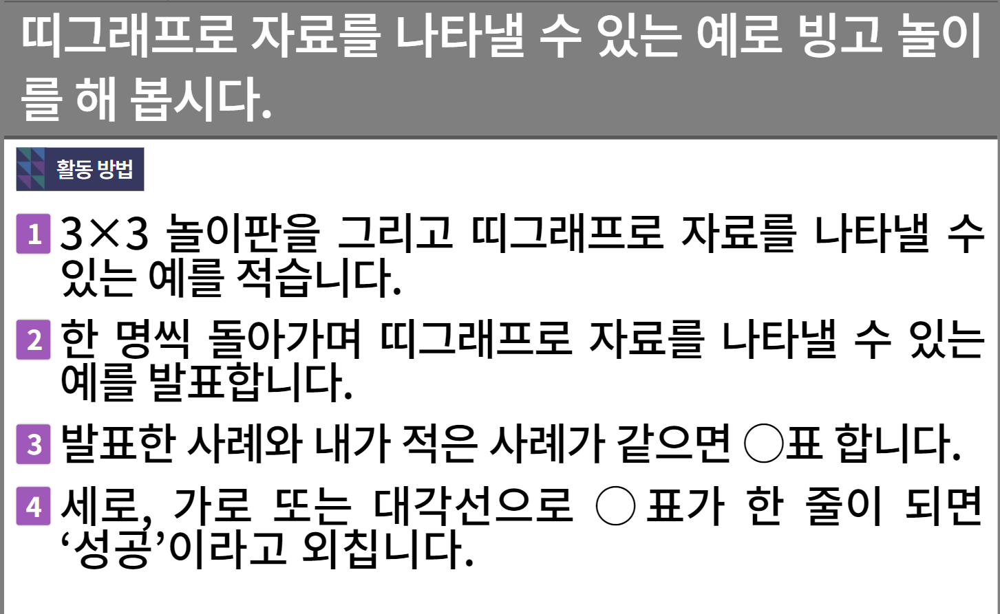 띠그래프로 자료를 나타낼 수 있는 예로 빙고 놀이
를 해 봅시다.
활동 방법
1 3×3 놀이판을 그리고 띠그래프로 자료를 나타낼 수
있는 예를 적습니다.
2 한 명씩 돌아가며 띠그래프로 자료를 나타낼 수 있는
예를 발표합니다.
3 발표한 사례와 내가 적은 사례가 같으면 ◯표 합니다.
4 세로, 가로 또는 대각선으로 ◯표가 한 줄이 되면
‘성공’이라고 외칩니다.